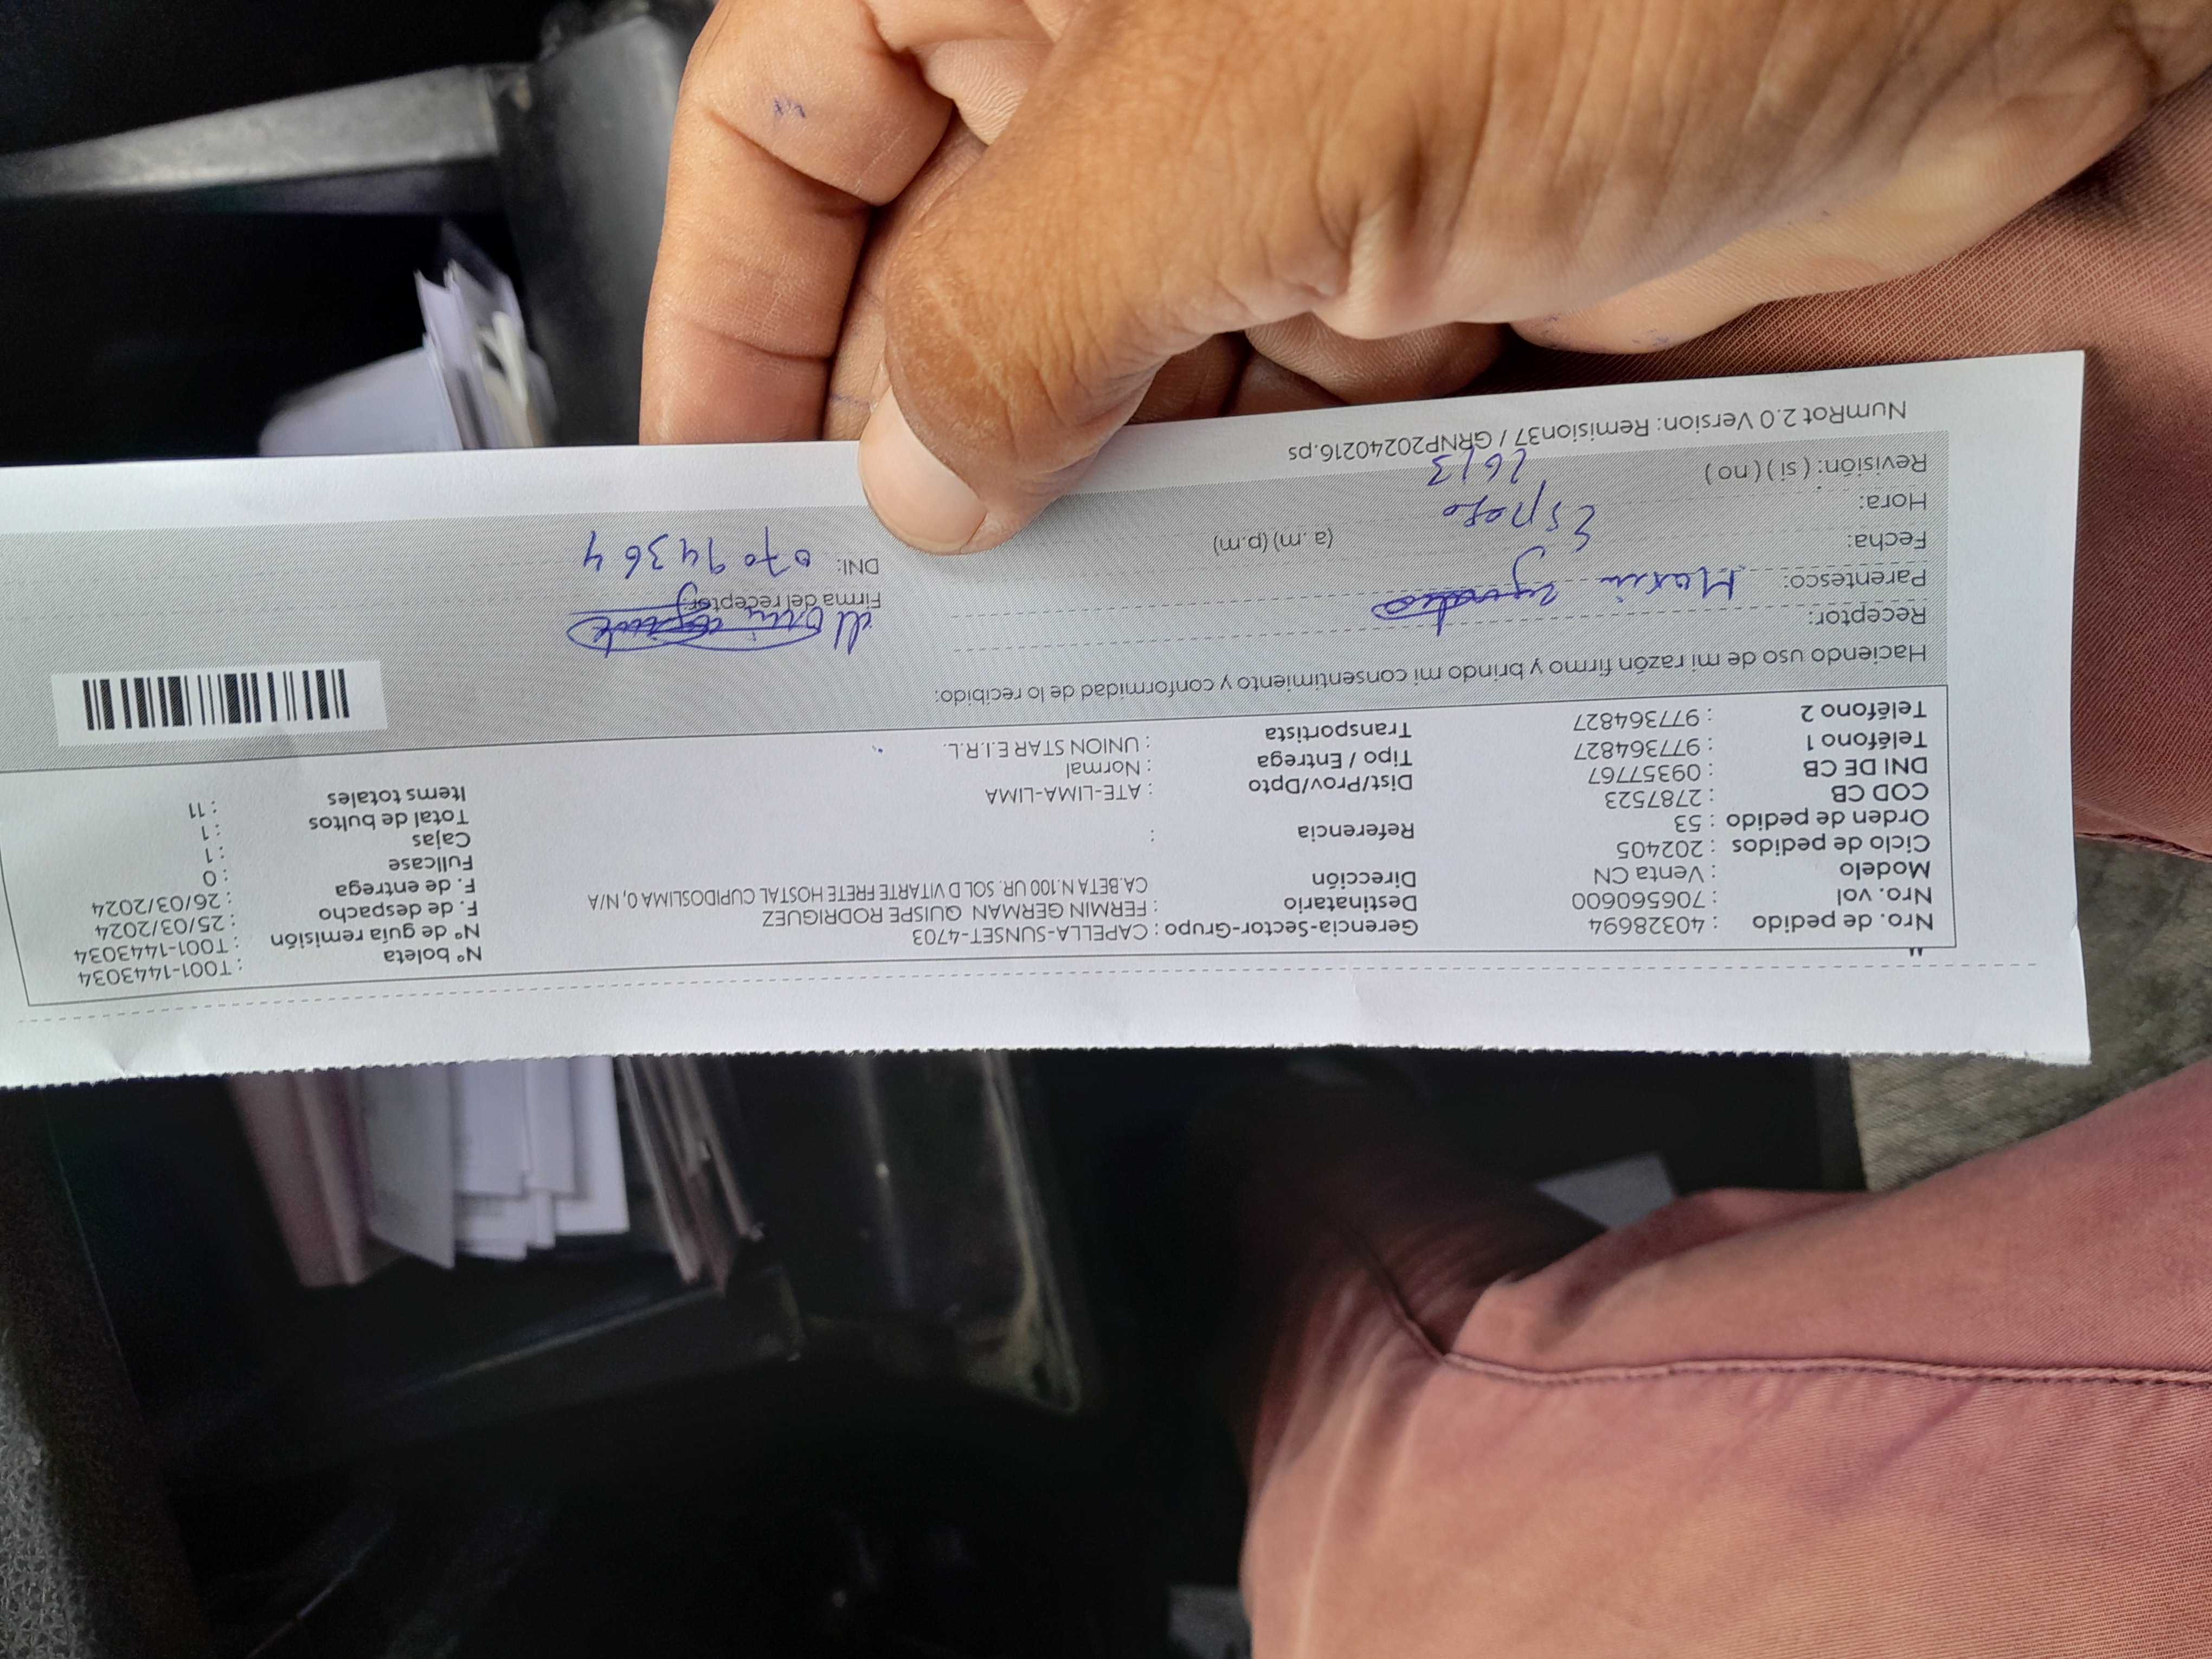 Nro. de pedido : 40328694
Nro. vol : 706560600
Modelo : Venta CN
Ciclo de pedidos : 202405
Orden de pedido : 53
COD CB : 2787523
DNI DE CB : 09357767
Teléfono 1 : 977364827
Teléfono 2 : 977364827
Gerencia-Sector-Grupo : CAPELLA-SUNSET-4703
Destinatario : FERMIN GERMAN QUISPE RODRIGUEZ
Dirección CA.BETA N.100 UR. SOL D VITARTE FRETE HOSTAL CUPIDOSLIMA 0, N/A
Referencia :
Dist/Prov/Dpto : ATE-LIMA-LIMA
Tipo / Entrega : Normal
Transportista : UNION STAR E.I.R.L.
Nº boleta : T001-1443034
Nº de guía remisión : T001-1443034
F. de despacho : 25/03/2024
F. de entrega : 26/03/2024
Fullcase : 0
Cajas : 1
Total de bultos : 1
Items totales : 11
Haciendo uso de mi razón firmo y brindo mi consentimiento y conformidad de lo recibido:
Receptor:
Parentesco:
Fecha: Esposo
Hora: 26/3 (a.m) (p.m)
Revisión: ( si ) ( no )
Firma del receptor
DNI: 07094364
NumRot 2.0 Version: Remision37 / GRNP20240216.ps